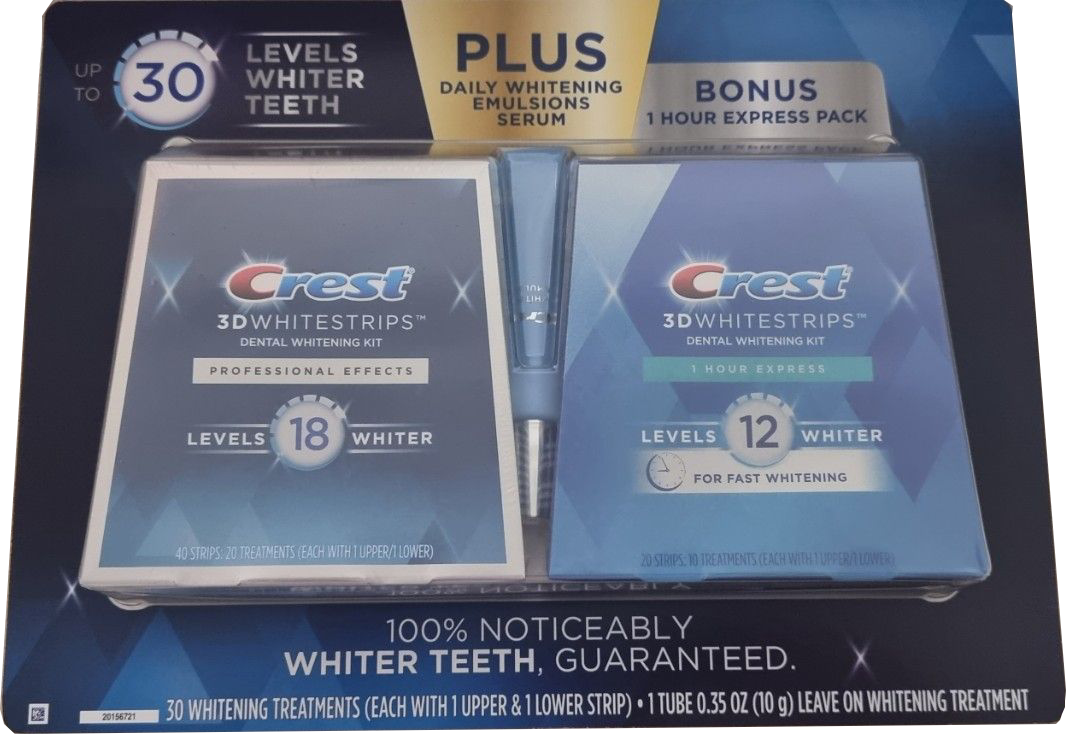 UP TO 30 LEVELS WHITER TEETH
PLUS
DAILY WHITENING
EMULSIONS
SERUM
BONUS
1 HOUR EXPRESS PACK
Crest
3DWHITESTRIPS™
DENTAL WHITENING KIT
PROFESSIONAL EFFECTS
LEVELS 18 WHITER
40 STRIPS: 20 TREATMENTS (EACH WITH 1 UPPER/1 LOWER)
Crest
3DWHITESTRIPS™
DENTAL WHITENING KIT
1 HOUR EXPRESS
LEVELS 12 WHITER
FOR FAST WHITENING
20 STRIPS: 10 TREATMENTS (EACH WITH 1 UPPER/1 LOWER)
100% NOTICEABLY
WHITER TEETH, GUARANTEED.
20156721
30 WHITENING TREATMENTS (EACH WITH 1 UPPER & 1 LOWER STRIP) • 1 TUBE 0.35 OZ (10 g) LEAVE ON WHITENING TREATMENT